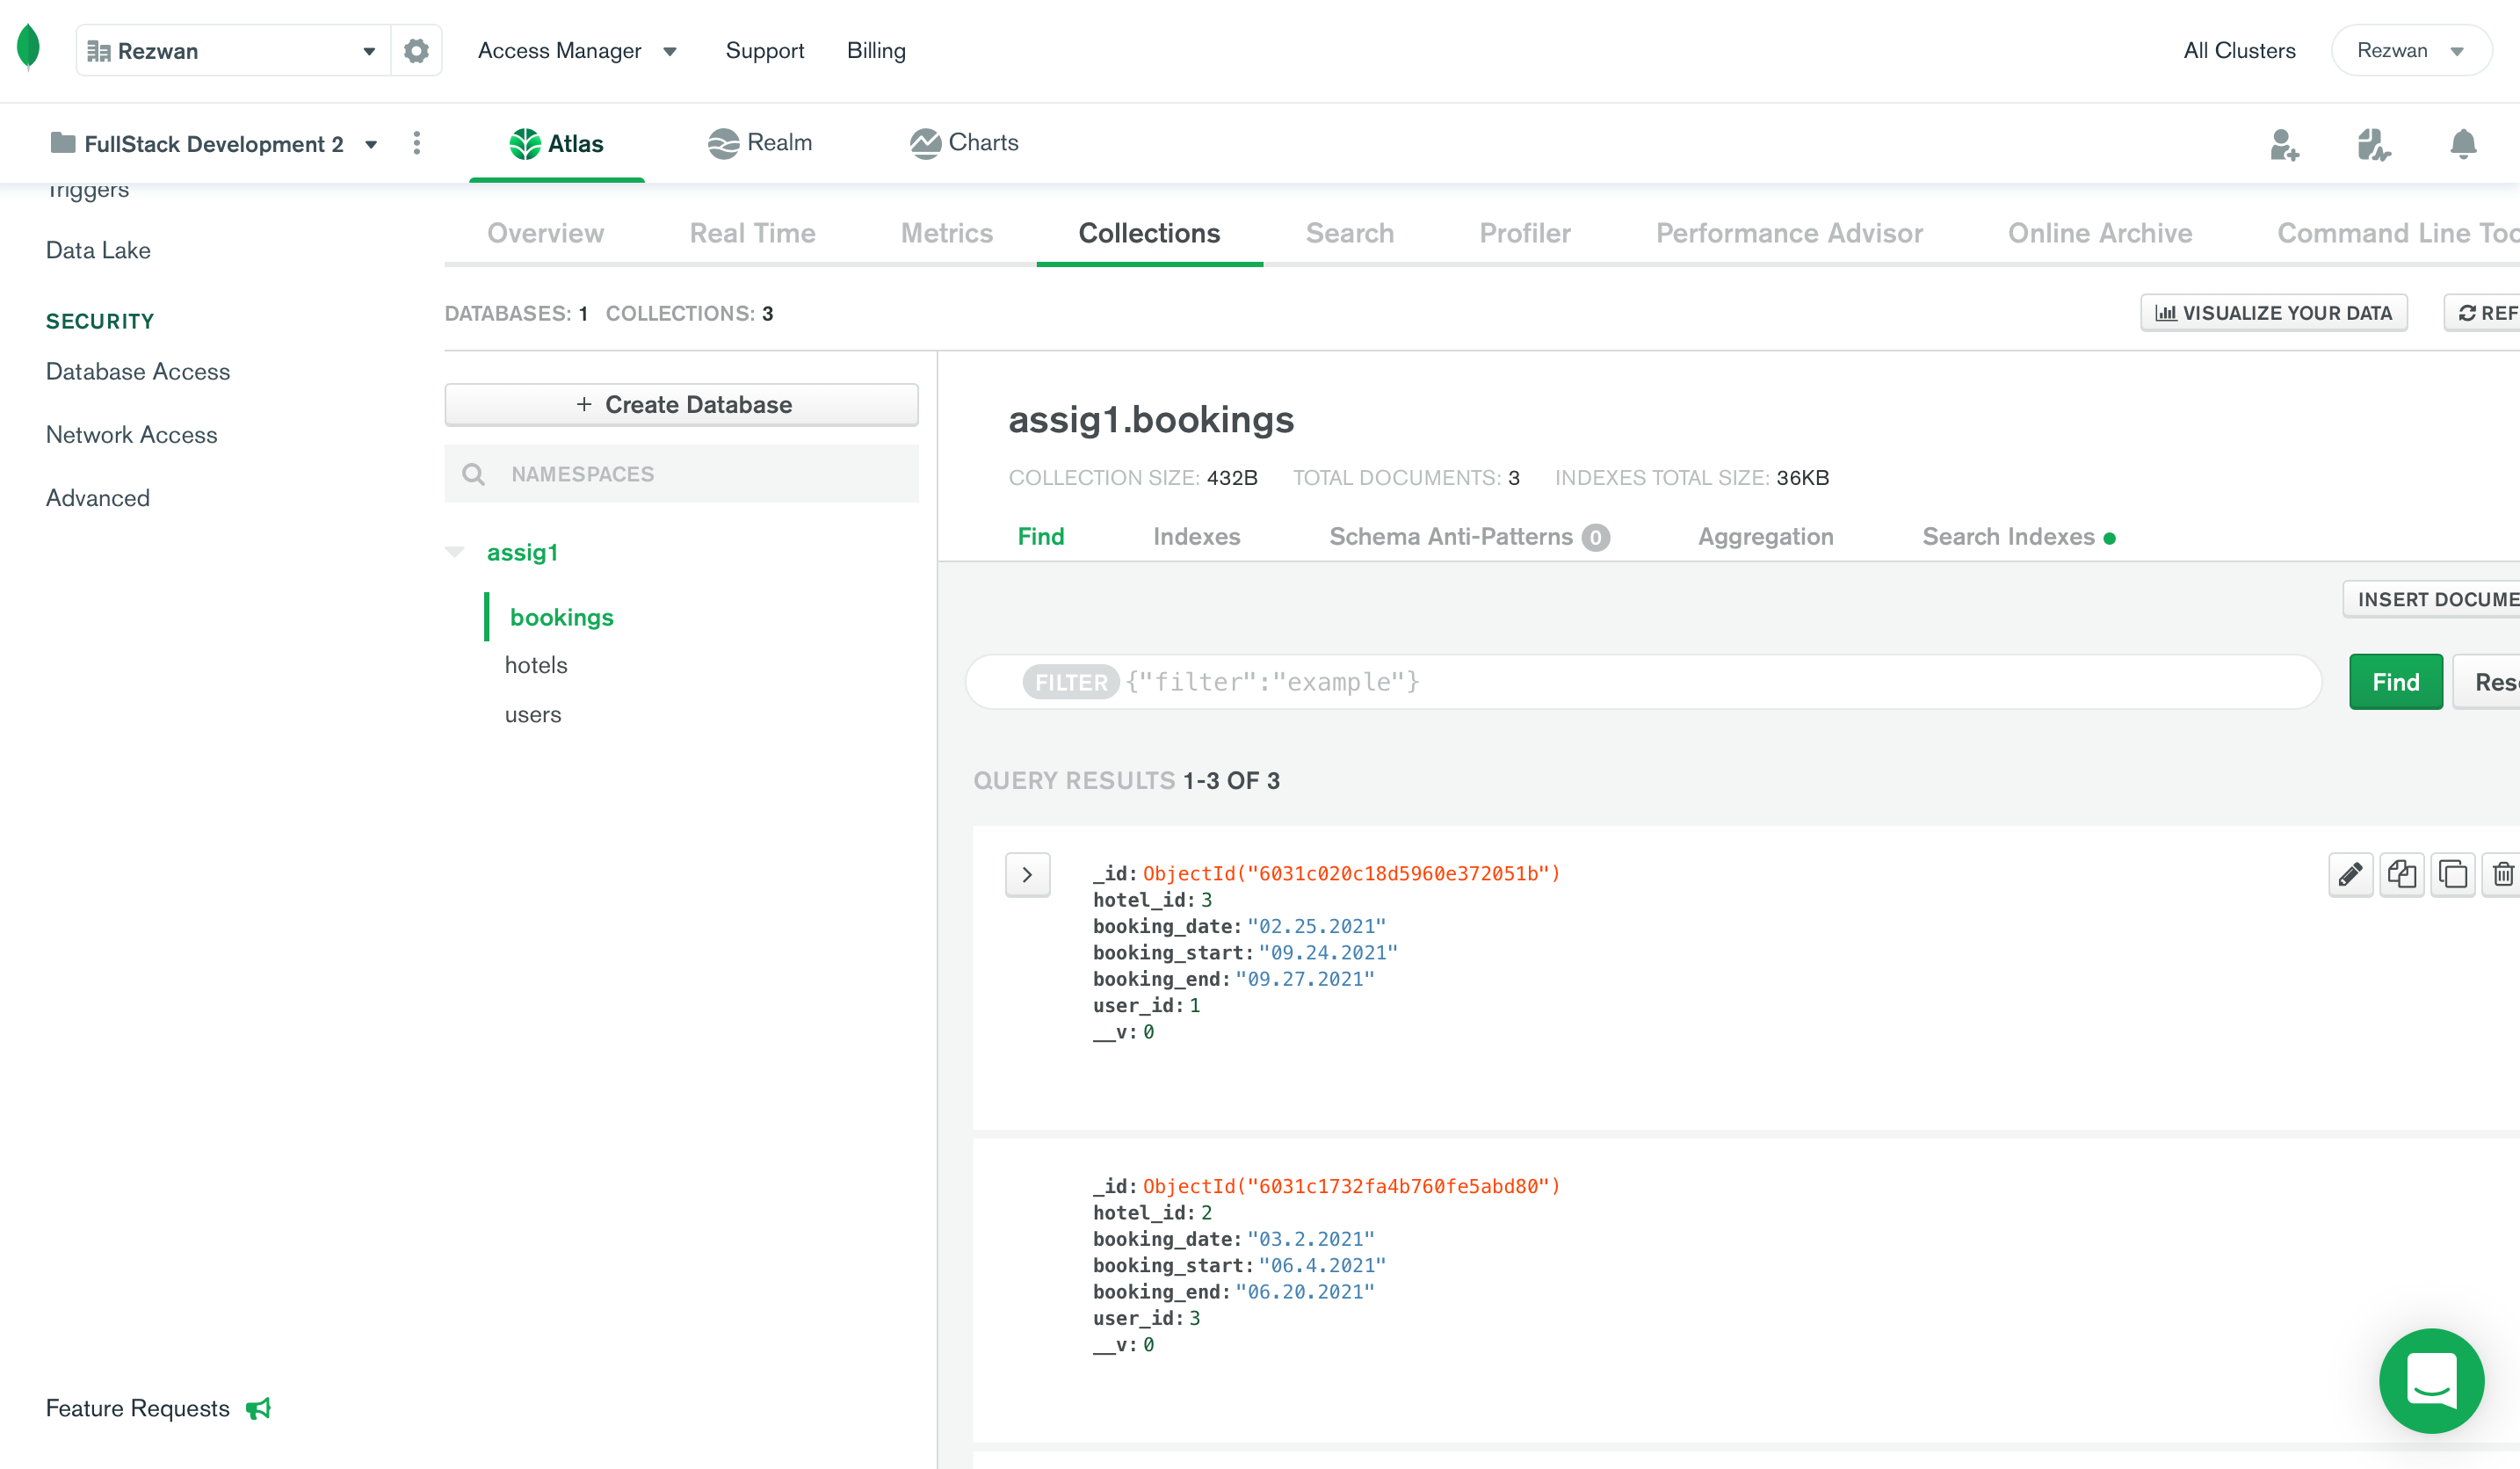 Rezwan
Access Manager
Support
Billing
All Clusters
Rezwan
FullStack Development 2
Atlas
Realm
Charts
Triggers
Data Lake
SECURITY
Database Access
Network Access
Advanced
Feature Requests
Overview
Real Time
Metrics
Collections
Search
Profiler
Performance Advisor
Online Archive
Command Line Too
DATABASES: 1 COLLECTIONS: 3
VISUALIZE YOUR DATA
REF
+ Create Database
NAMESPACES
assig1
bookings
hotels
users
assig1.bookings
COLLECTION SIZE: 432B TOTAL DOCUMENTS: 3 INDEXES TOTAL SIZE: 36KB
Find
Indexes
Schema Anti-Patterns 0
Aggregation
Search Indexes
INSERT DOCUME
FILTER {"filter":"example"}
Find
Rese
QUERY RESULTS 1-3 OF 3
_id: ObjectId("6031c020c18d5960e372051b")
hotel_id: 3
booking_date: "02.25.2021"
booking_start: "09.24.2021"
booking_end: "09.27.2021"
user_id: 1
__v: 0
_id: ObjectId("6031c1732fa4b760fe5abd80")
hotel_id: 2
booking_date: "03.2.2021"
booking_start: "06.4.2021"
booking_end: "06.20.2021"
user_id: 3
__v: 0